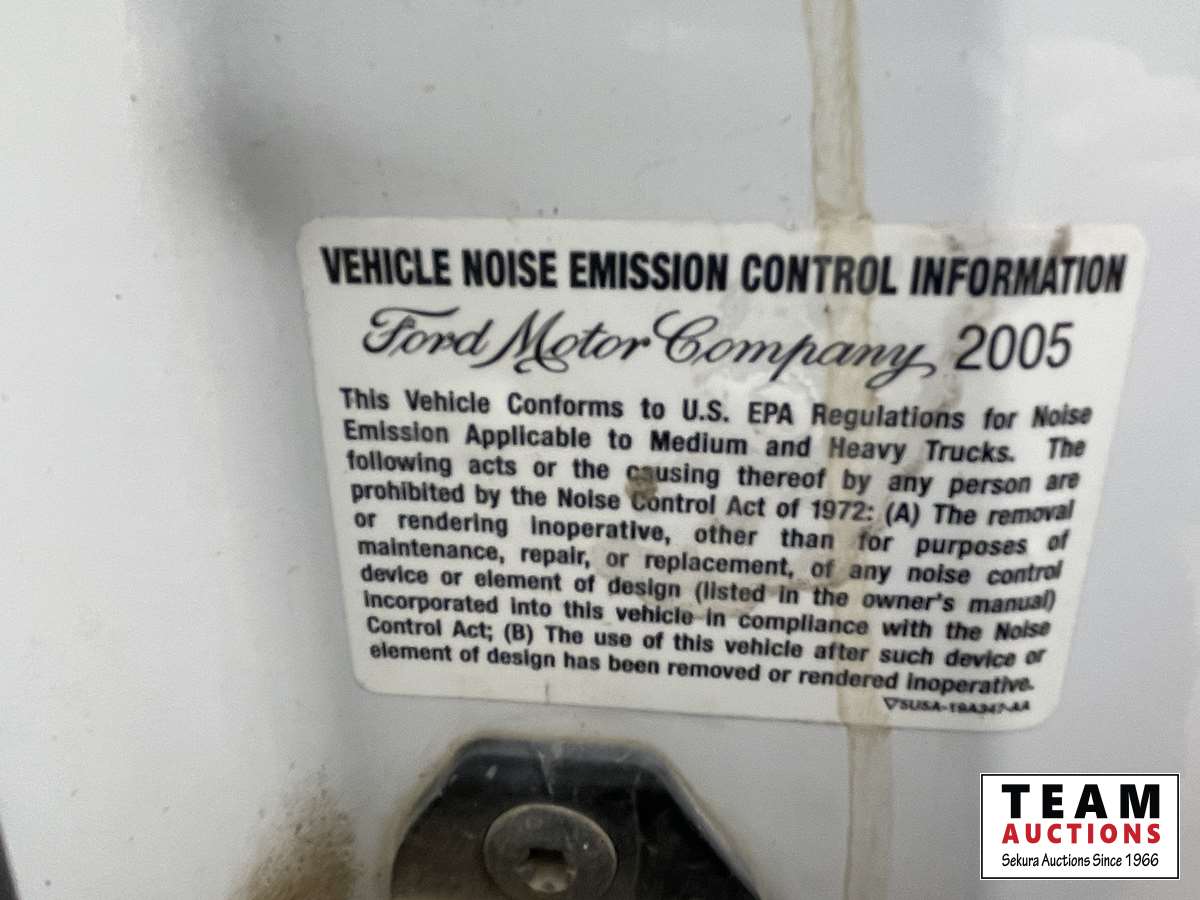 VEHICLE NOISE EMISSION CONTROL INFORMATION
Ford Motor Company 2005
This Vehicle Conforms to U.S. EPA Regulations for Noise
Emission Applicable to Medium and Heavy Trucks. The
following acts or the causing thereof by any person are
prohibited by the Noise Control Act of 1972: (A) The removal
or rendering inoperative, other than for purposes of
maintenance, repair, or replacement, of any noise control
device or element of design (listed in the owner's manual)
incorporated into this vehicle in compliance with the Noise
Control Act; (B) The use of this vehicle after such device or
element of design has been removed or rendered inoperative.
▽5U5A-19A347-AA
TEAM
AUCTIONS
Sekura Auctions Since 1966